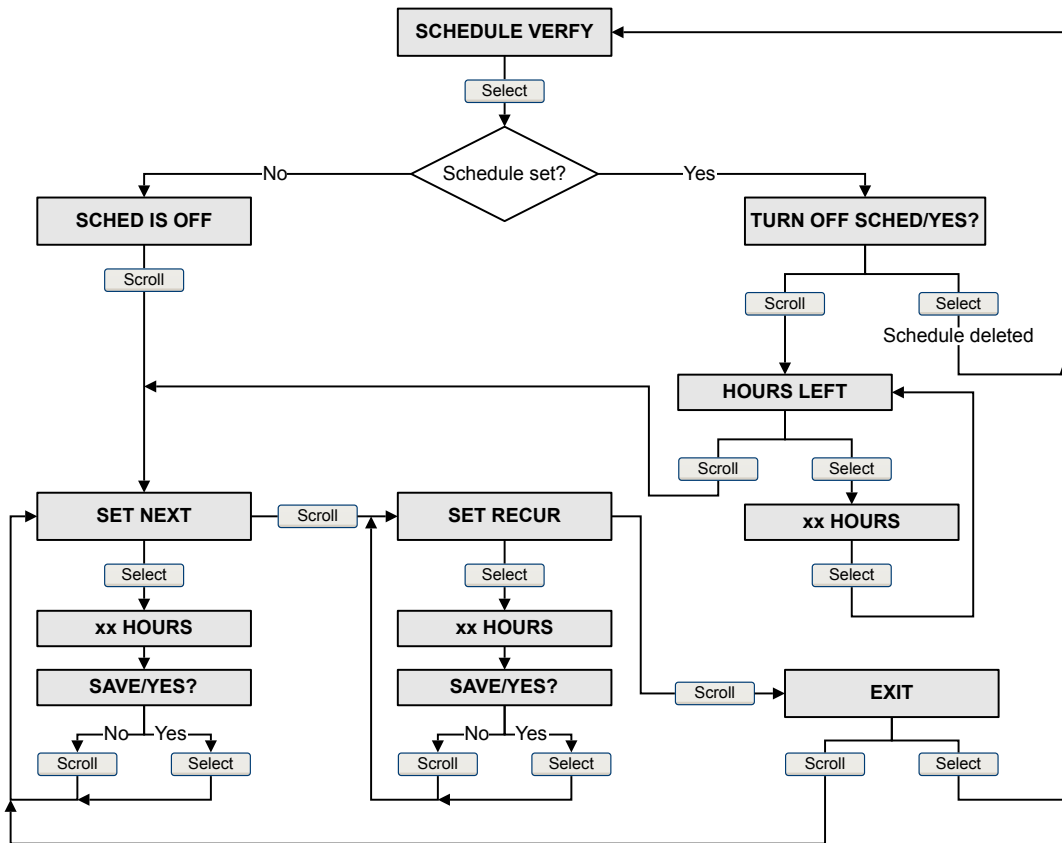 SCHEDULE VERFY
Select
Schedule set?
No
Yes
SCHED IS OFF
TURN OFF SCHED/YES?
Scroll
Scroll
Select
Schedule deleted
HOURS LEFT
Scroll
Select
SET NEXT
Scroll
SET RECUR
xx HOURS
Select
Select
Select
xx HOURS
xx HOURS
SAVE/YES?
SAVE/YES?
Scroll
EXIT
No
Yes
No
Yes
Scroll
Select
Scroll
Select
Scroll
Select